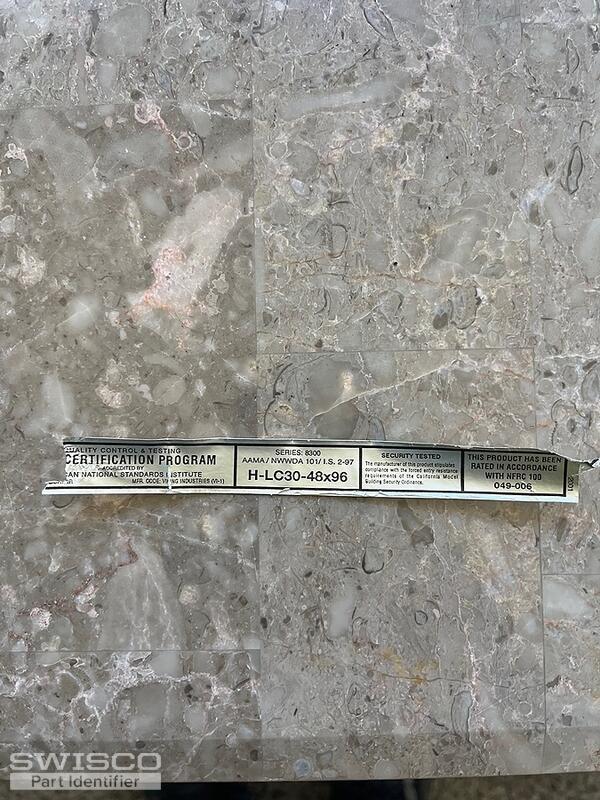 QUALITY CONTROL & TESTING
CERTIFICATION PROGRAM
ACCREDITED BY
CAN NATIONAL STANDARDS INSTITUTE
MFR. CODE: VIKING INDUSTRIES (VI-1)
SERIES: 8300
AAMA / NWWDA 101/ I.S. 2-97
H-LC30-48x96
SECURITY TESTED
The manufacturer of this product stipulates
compliance with the forced entry resistance
requirements of the California Model
Building Security Ordinance.
THIS PRODUCT HAS BEEN
RATED IN ACCORDANCE
WITH NFRC 100
049-006
SWISCO
Part Identifier